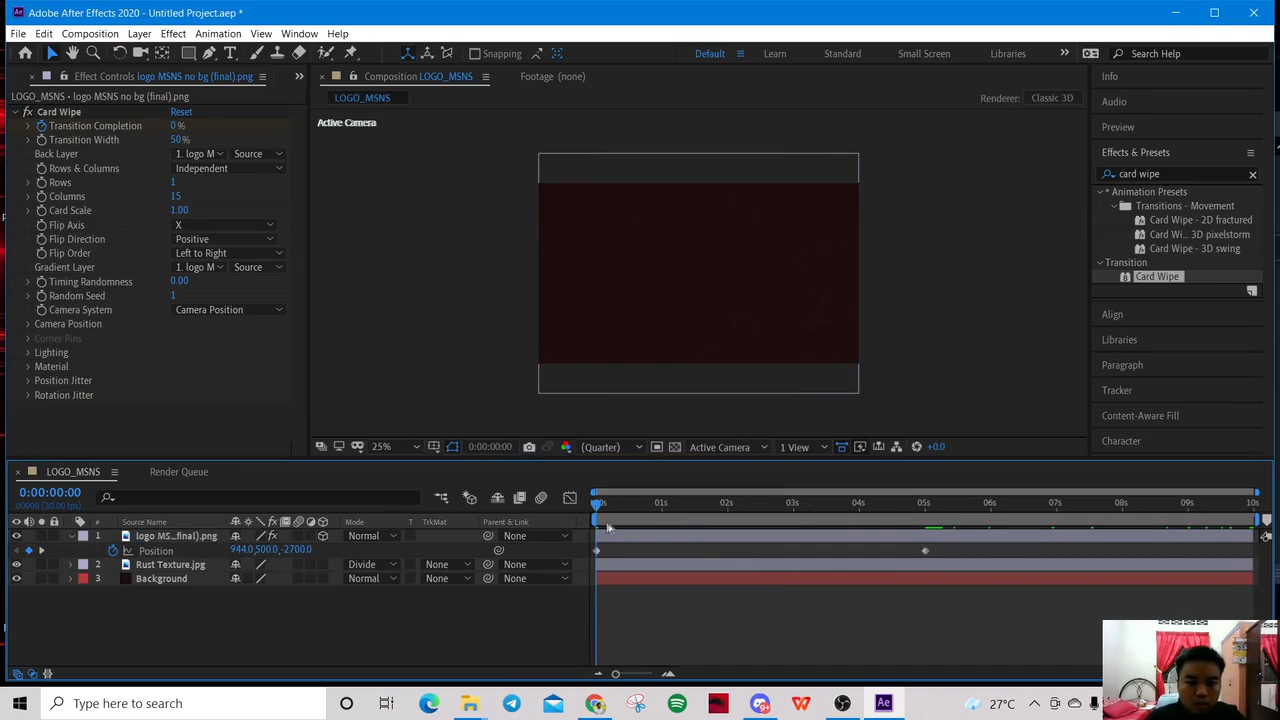 Adobe After Effects 2020 - Untitled Project.aep *
File Edit Composition Layer Effect Animation View Window Help
Snapping
Default Learn Standard Small Screen Libraries
Search Help
Effect Controls logo MSNS no bg (final).png
Composition LOGO_MSNS
Footage (none)
LOGO_MSNS • logo MSNS no bg (final).png
LOGO_MSNS
Renderer: Classic 3D
Active Camera
fx Card Wipe Reset
Transition Completion 0 %
Transition Width 50 %
Back Layer 1. logo M Source
Rows & Columns Independent
Rows 1
Columns 15
Card Scale 1.00
Flip Axis X
Flip Direction Positive
Flip Order Left to Right
Gradient Layer 1. logo M Source
Timing Randomness 0.00
Random Seed 1
Camera System Camera Position
Camera Position
Corner Pins
Lighting
Material
Position Jitter
Rotation Jitter
25% 0:00:00:00 (Quarter) Active Camera 1 View +0.0
Info
Audio
Preview
Effects & Presets
card wipe
* Animation Presets
Transitions - Movement
Card Wipe - 2D fractured
Card Wi... 3D pixelstorm
Card Wipe - 3D swing
Transition
Card Wipe
Align
Libraries
Paragraph
Tracker
Content-Aware Fill
Character
LOGO_MSNS Render Queue
0:00:00:00
00000 (30.00 fps)
01s 02s 03s 04s 05s 06s 07s 08s 09s 10s
# Source Name fx Mode T TrkMat Parent & Link
1 logo MS...final).png Normal None
Position 944.0,500.0,-2700.0
2 Rust Texture.jpg Divide None None
3 Background Normal None None
Type here to search
27°C